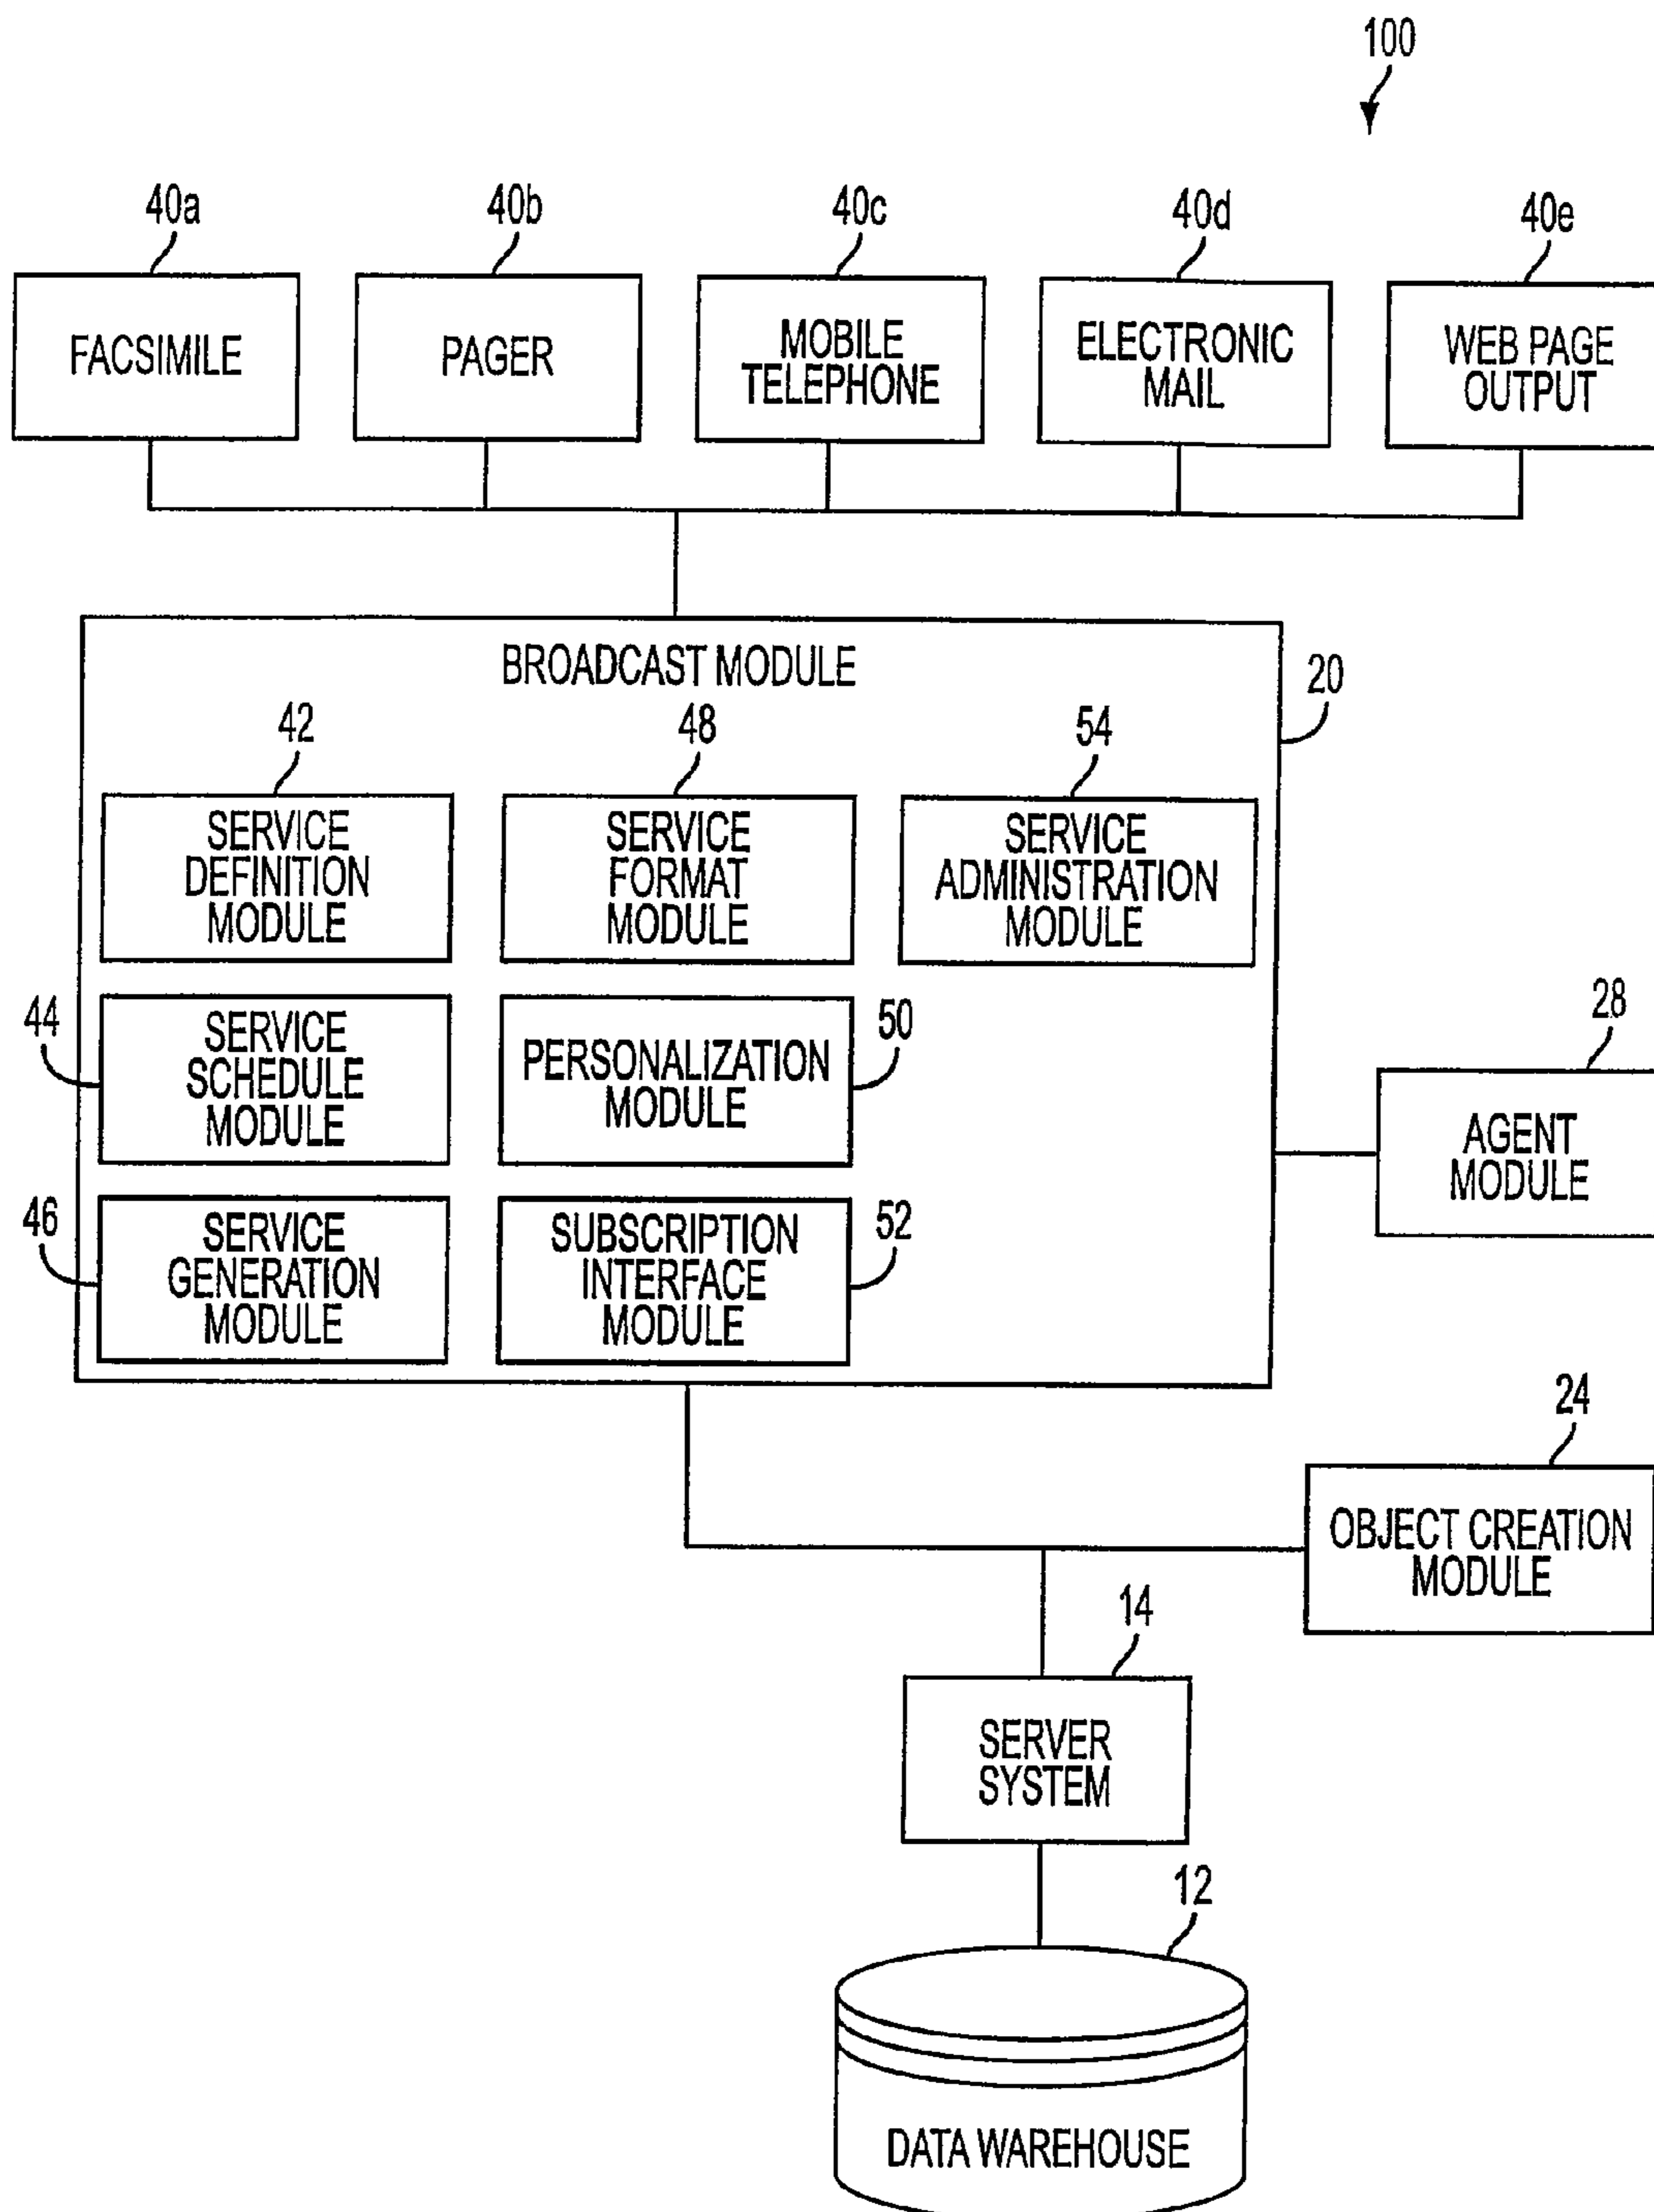 100
40a
40b
40c
40d
40e
FACSIMILE
PAGER
MOBILE
TELEPHONE
ELECTRONIC
MAIL
WEB PAGE
OUTPUT
BROADCAST MODULE
20
42
48
54
SERVICE
DEFINITION
MODULE
SERVICE
FORMAT
MODULE
SERVICE
ADMINISTRATION
MODULE
44
SERVICE
SCHEDULE
MODULE
PERSONALIZATION
MODULE
50
28
AGENT
MODULE
46
SERVICE
GENERATION
MODULE
SUBSCRIPTION
INTERFACE
MODULE
52
24
OBJECT CREATION
MODULE
14
SERVER
SYSTEM
12
DATA WAREHOUSE